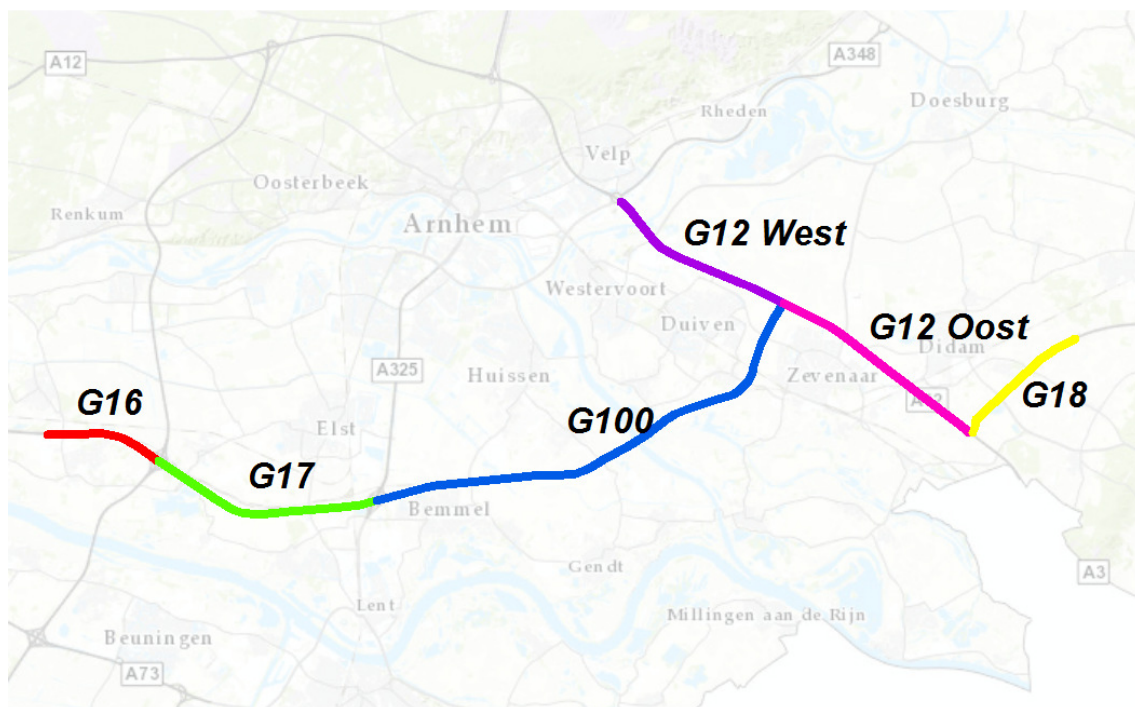 A12
A348
Doesburg
Rheden
Velp
Oosterbeek
Renkum
Arnhem
G12 West
Westervoort
Duiven
G12 Oost
Didam
A325
Huissen
Zevenaar
G18
G16
G100
Elst
G17
Bemmel
Gendt
A3
Lent
Millingen aan de Rijn
Beuningen
A73